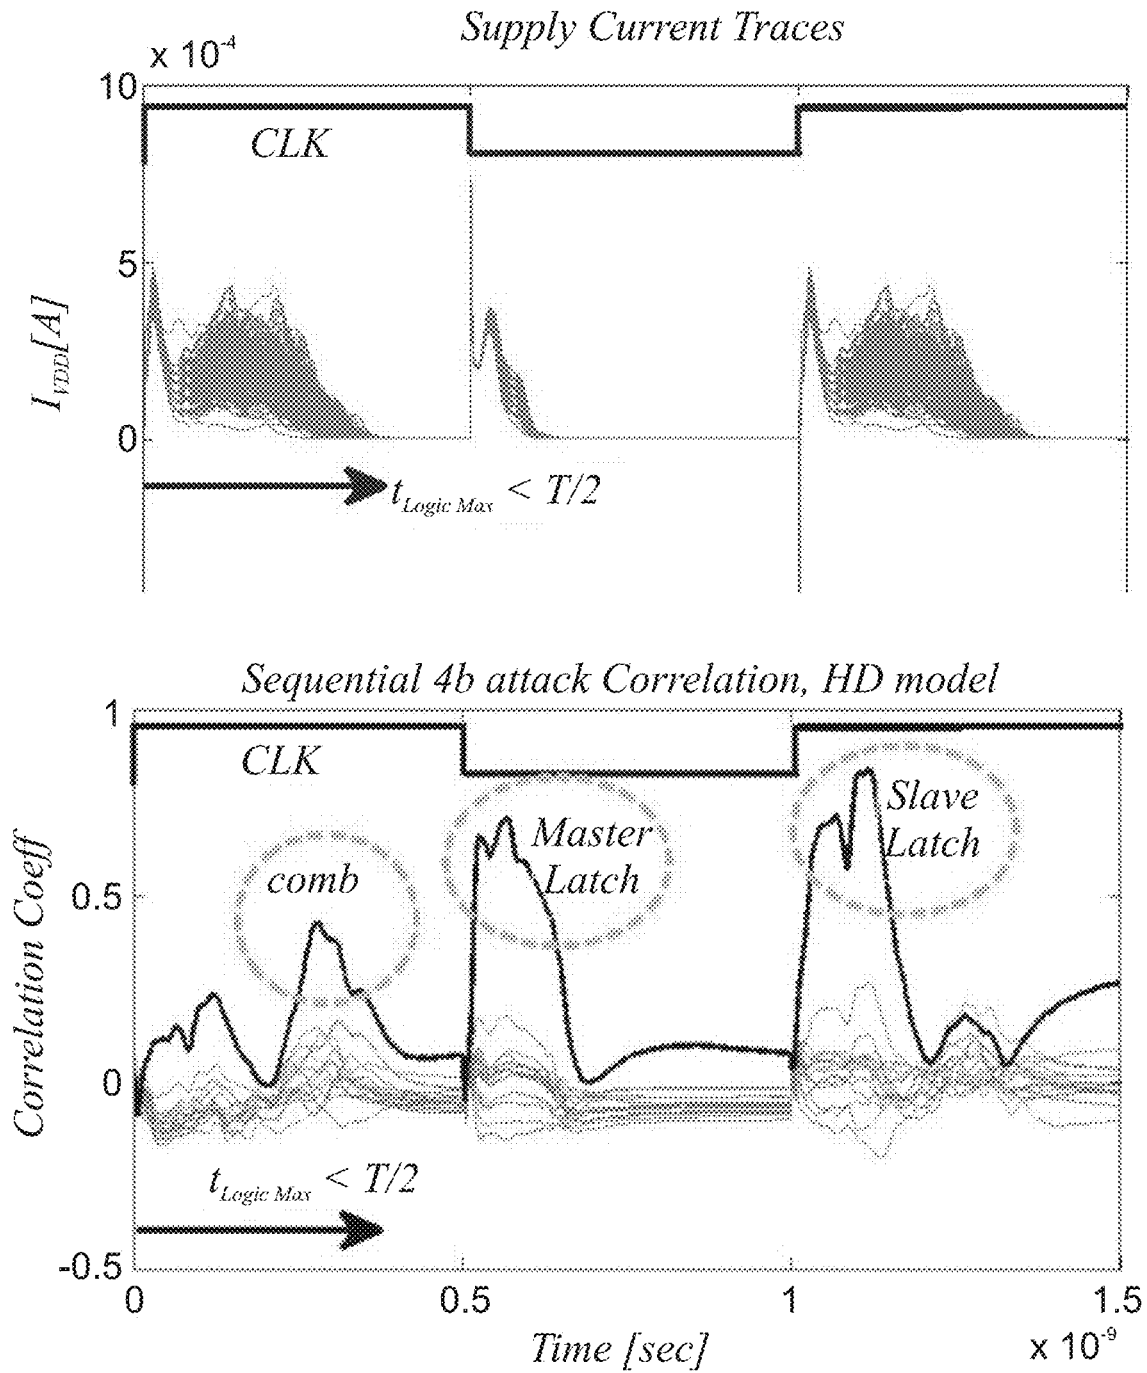 Supply Current Traces
x 10⁻⁴
10
CLK
5
I_VDD[A]
0
t_Logic Max < T/2
Sequential 4b attack Correlation, HD model
1
CLK
Slave
Latch
Master
Latch
comb
0.5
Correlation Coeff
0
t_Logic Max < T/2
-0.5
0 0.5 1 1.5
Time [sec]
x 10⁻⁹